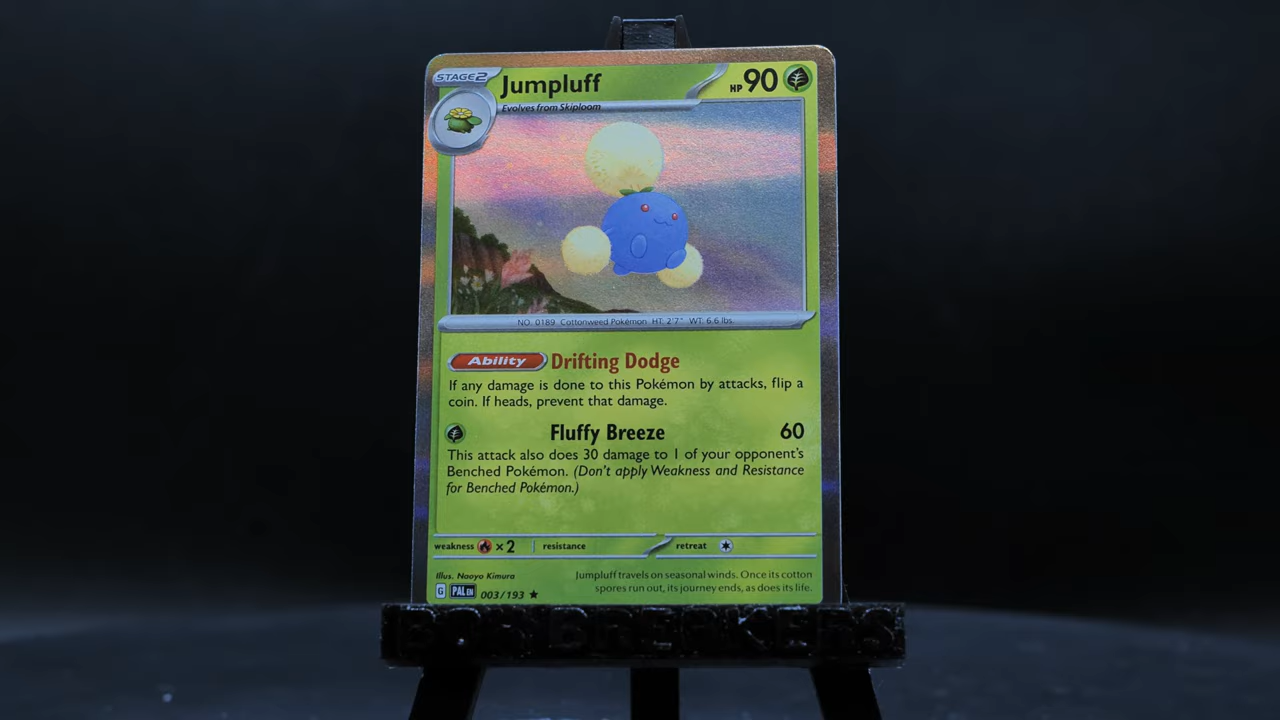 STAGE2
Jumpluff
HP 90
Evolves from Skiploom
NO. 0189 Cottonweed Pokémon HT: 2'7" WT: 6.6 lbs.
Ability Drifting Dodge
If any damage is done to this Pokémon by attacks, flip a
coin. If heads, prevent that damage.
Fluffy Breeze 60
This attack also does 30 damage to 1 of your opponent's
Benched Pokémon. (Don't apply Weakness and Resistance
for Benched Pokémon.)
weakness ×2 resistance retreat
Illus. Naoyo Kimura
Jumpluff travels on seasonal winds. Once its cotton
spores run out, its journey ends, as does its life.
G PAL EN 003/193 ★
BOX BREAKERS